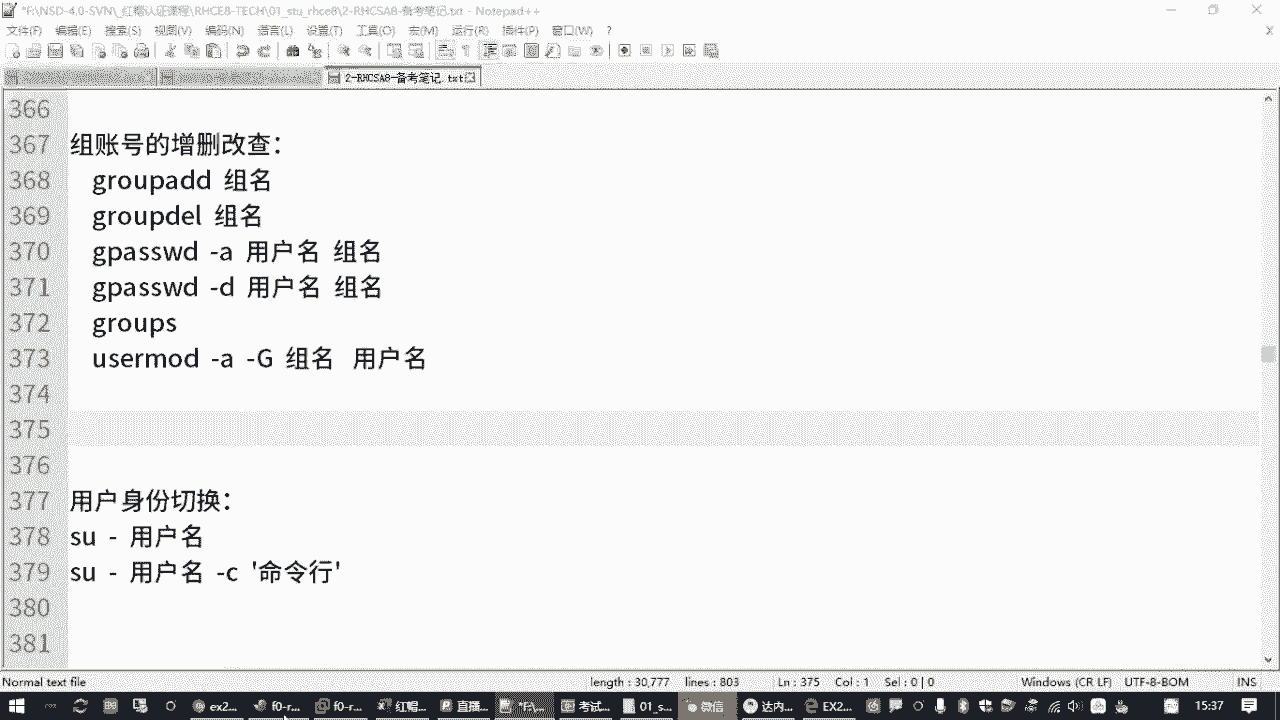 *F:\NSD-4.0-SVN\_红帽认证课程\RHCE8-TECH\01_stu_rhce8\2-RHCSA8-备考笔记.txt - Notepad++
文件(F) 编辑(E) 搜索(S) 视图(V) 编码(N) 语言(L) 设置(T) 工具(O) 宏(M) 运行(R) 插件(P) 窗口(W) ?
2-RHCSA8-备考笔记.txt
366
367 组账号的增删改查：
368 groupadd 组名
369 groupdel 组名
370 gpasswd -a 用户名 组名
371 gpasswd -d 用户名 组名
372 groups
373 usermod -a -G 组名 用户名
374
375
376
377 用户身份切换：
378 su - 用户名
379 su - 用户名 -c '命令行'
380
381
Normal text file length : 30,777 lines : 803 Ln : 375 Col : 1 Sel : 0 | 0 Windows (CR LF) UTF-8-BOM INS
ex2... f0-r... f0-r... 红帽... 直播... 考试... 01_s... 微信 达内... EX2... 15:37